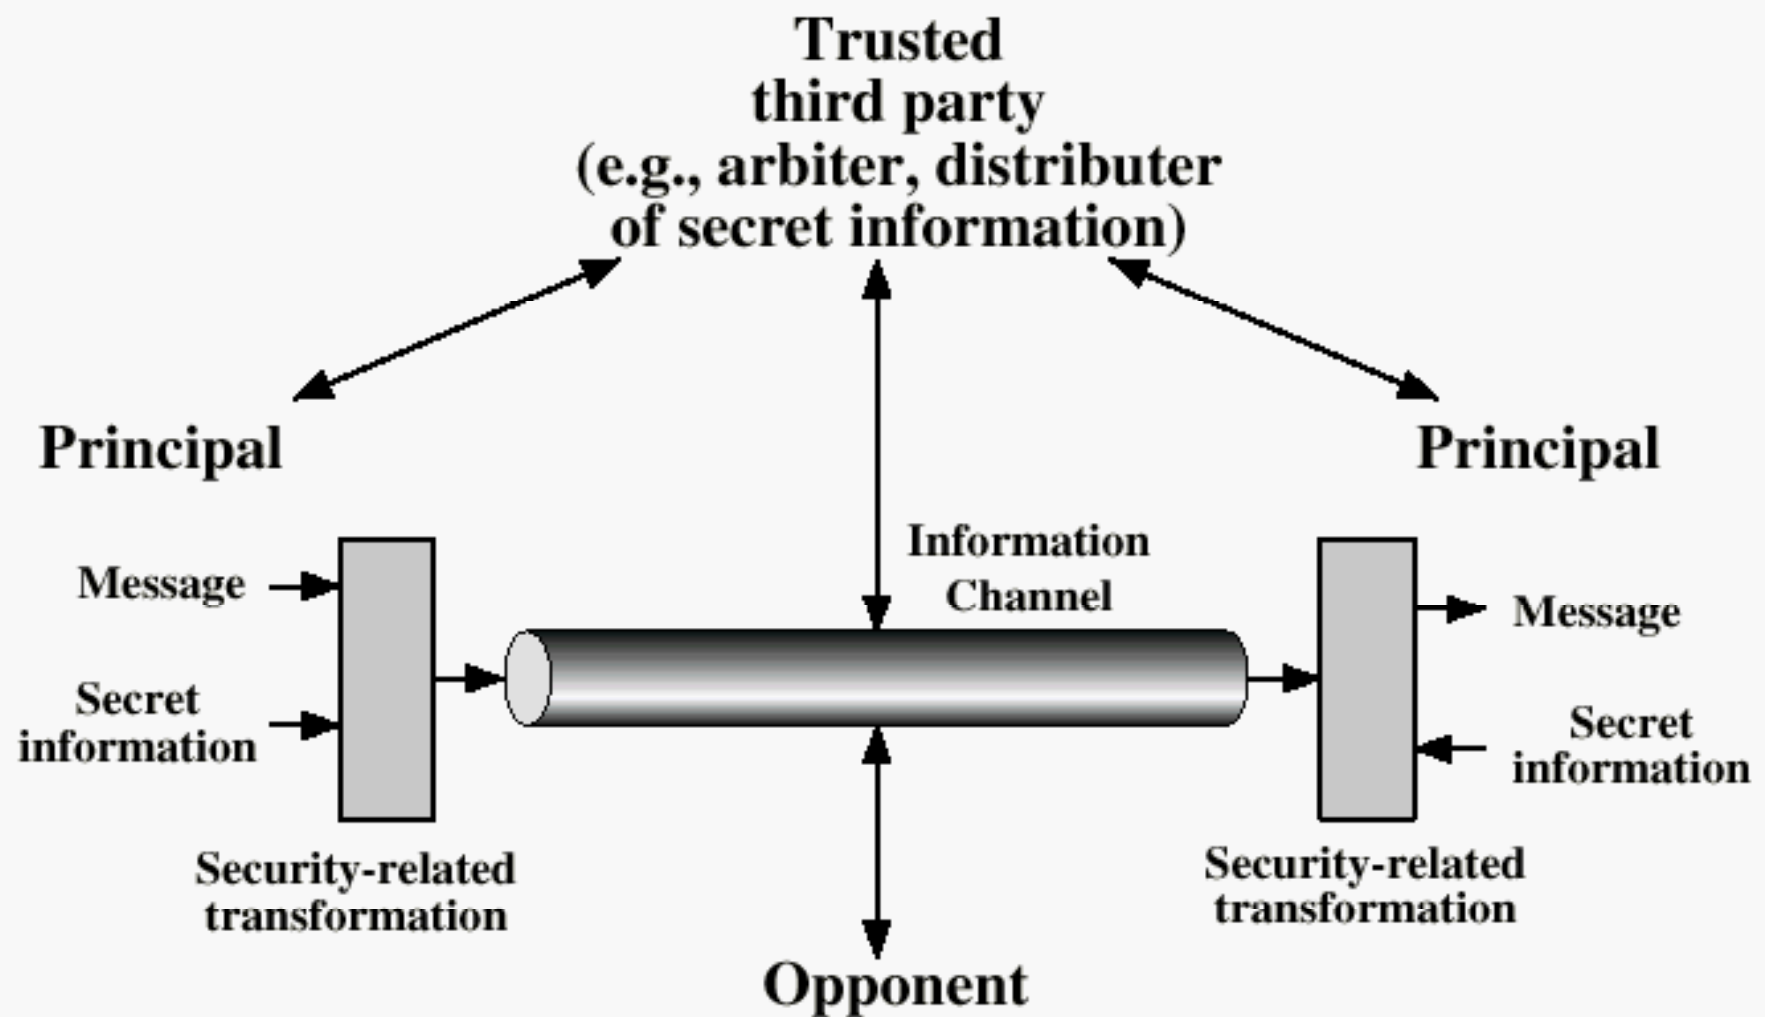 Trusted
third party
(e.g., arbiter, distributer
of secret information)
Principal
Principal
Information
Channel
Message
Message
Secret
information
Secret
information
Security-related
transformation
Security-related
transformation
Opponent